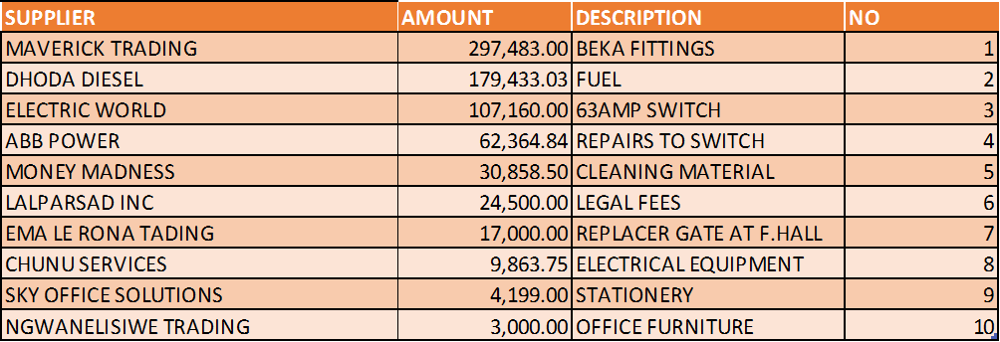 SUPPLIER AMOUNT DESCRIPTION NO
MAVERICK TRADING 297,483.00 BEKA FITTINGS 1
DHODA DIESEL 179,433.03 FUEL 2
ELECTRIC WORLD 107,160.00 63AMP SWITCH 3
ABB POWER 62,364.84 REPAIRS TO SWITCH 4
MONEY MADNESS 30,858.50 CLEANING MATERIAL 5
LALPARSAD INC 24,500.00 LEGAL FEES 6
EMA LE RONA TADING 17,000.00 REPLACER GATE AT F.HALL 7
CHUNU SERVICES 9,863.75 ELECTRICAL EQUIPMENT 8
SKY OFFICE SOLUTIONS 4,199.00 STATIONERY 9
NGWANELISIWE TRADING 3,000.00 OFFICE FURNITURE 10